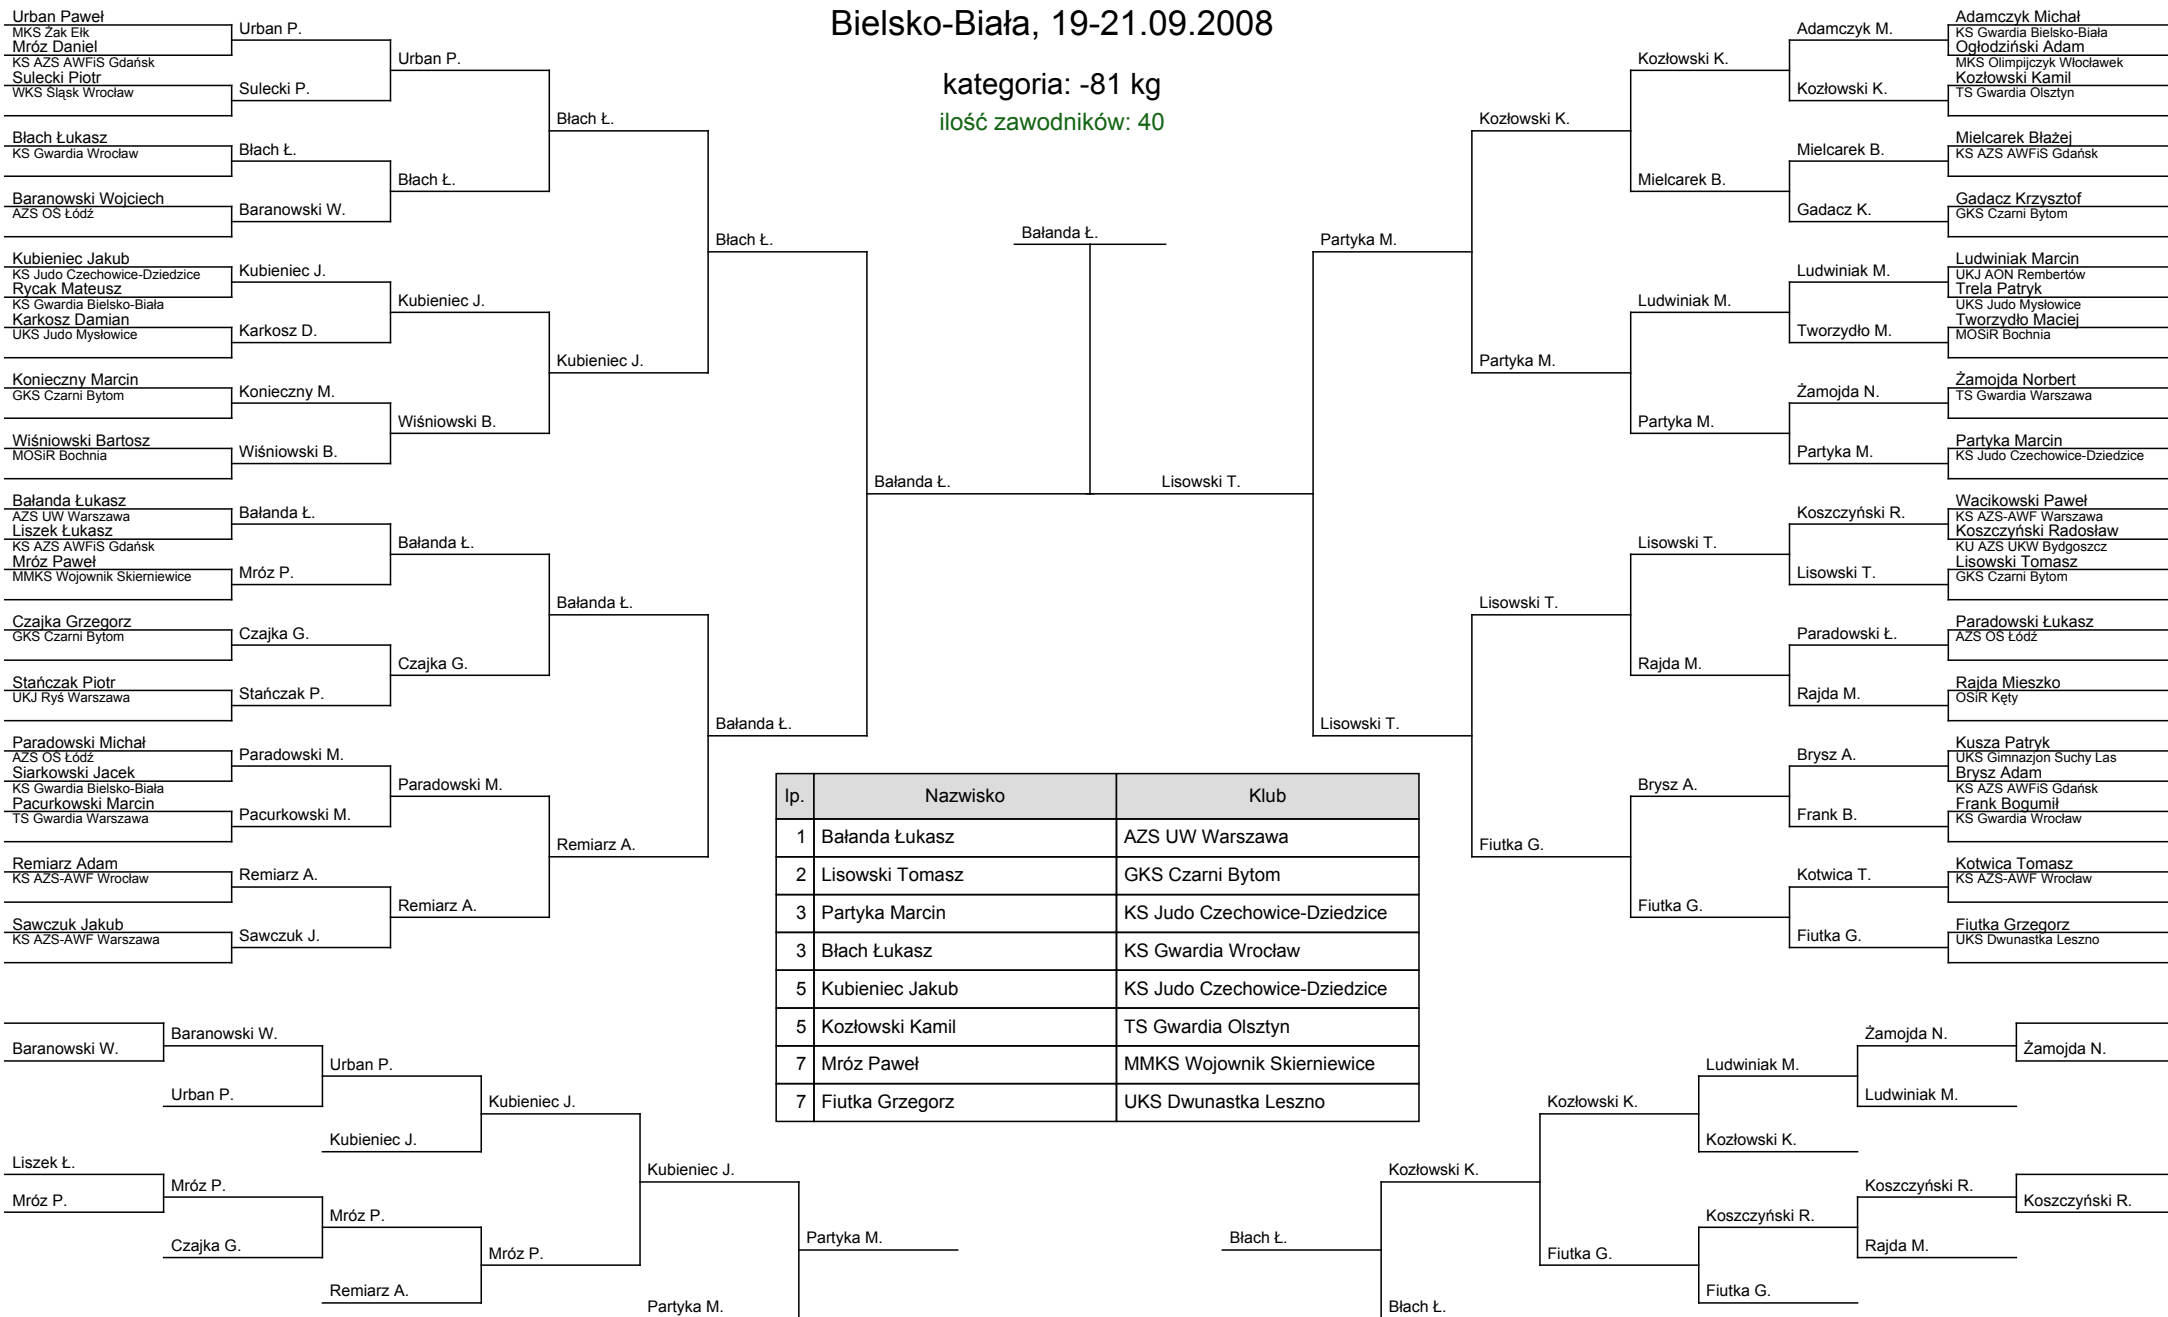 Bielsko-Biała, 19-21.09.2008
kategoria: -81 kg
ilość zawodników: 40
Urban Paweł
MKS Żak Ełk
Mróz Daniel
KS AZS AWFiS Gdańsk
Sulecki Piotr
WKS Śląsk Wrocław
Błach Łukasz
KS Gwardia Wrocław
Baranowski Wojciech
AZS OŚ Łódź
Kubieniec Jakub
KS Judo Czechowice-Dziedzice
Rycak Mateusz
KS Gwardia Bielsko-Biała
Karkosz Damian
UKS Judo Mysłowice
Konieczny Marcin
GKS Czarni Bytom
Wiśniowski Bartosz
MOSiR Bochnia
Bałanda Łukasz
AZS UW Warszawa
Liszek Łukasz
KS AZS AWFiS Gdańsk
Mróz Paweł
MMKS Wojownik Skierniewice
Czajka Grzegorz
GKS Czarni Bytom
Stańczak Piotr
UKJ Ryś Warszawa
Paradowski Michał
AZS OŚ Łódź
Siarkowski Jacek
KS Gwardia Bielsko-Biała
Pacurkowski Marcin
TS Gwardia Warszawa
Remiarz Adam
KS AZS-AWF Wrocław
Sawczuk Jakub
KS AZS-AWF Warszawa
Urban P.
Sulecki P.
Błach Ł.
Baranowski W.
Kubieniec J.
Karkosz D.
Konieczny M.
Wiśniowski B.
Bałanda Ł.
Mróz P.
Czajka G.
Stańczak P.
Paradowski M.
Pacurkowski M.
Remiarz A.
Sawczuk J.
Urban P.
Błach Ł.
Kubieniec J.
Wiśniowski B.
Bałanda Ł.
Czajka G.
Paradowski M.
Remiarz A.
Błach Ł.
Kubieniec J.
Bałanda Ł.
Remiarz A.
Błach Ł.
Bałanda Ł.
Bałanda Ł.
Bałanda Ł.
Lisowski T.
Partyka M.
Lisowski T.
Kozłowski K.
Partyka M.
Lisowski T.
Fiutka G.
Kozłowski K.
Mielcarek B.
Ludwiniak M.
Partyka M.
Lisowski T.
Rajda M.
Brysz A.
Fiutka G.
Adamczyk M.
Kozłowski K.
Mielcarek B.
Gadacz K.
Ludwiniak M.
Tworzydło M.
Żamojda N.
Partyka M.
Koszczyński R.
Lisowski T.
Paradowski Ł.
Rajda M.
Brysz A.
Frank B.
Kotwica T.
Fiutka G.
Adamczyk Michał
KS Gwardia Bielsko-Biała
Ogłodziński Adam
MKS Olimpijczyk Włocławek
Kozłowski Kamil
TS Gwardia Olsztyn
Mielcarek Błażej
KS AZS AWFiS Gdańsk
Gadacz Krzysztof
GKS Czarni Bytom
Ludwiniak Marcin
UKJ AON Rembertów
Trela Patryk
UKS Judo Mysłowice
Tworzydło Maciej
MOSiR Bochnia
Żamojda Norbert
TS Gwardia Warszawa
Partyka Marcin
KS Judo Czechowice-Dziedzice
Wacikowski Paweł
KS AZS-AWF Warszawa
Koszczyński Radosław
KU AZS UKW Bydgoszcz
Lisowski Tomasz
GKS Czarni Bytom
Paradowski Łukasz
AZS OŚ Łódź
Rajda Mieszko
OSiR Kęty
Kusza Patryk
UKS Gimnazjon Suchy Las
Brysz Adam
KS AZS AWFiS Gdańsk
Frank Bogumił
KS Gwardia Wrocław
Kotwica Tomasz
KS AZS-AWF Wrocław
Fiutka Grzegorz
UKS Dwunastka Leszno
lp. Nazwisko Klub
1 Bałanda Łukasz AZS UW Warszawa
2 Lisowski Tomasz GKS Czarni Bytom
3 Partyka Marcin KS Judo Czechowice-Dziedzice
3 Błach Łukasz KS Gwardia Wrocław
5 Kubieniec Jakub KS Judo Czechowice-Dziedzice
5 Kozłowski Kamil TS Gwardia Olsztyn
7 Mróz Paweł MMKS Wojownik Skierniewice
7 Fiutka Grzegorz UKS Dwunastka Leszno
Baranowski W.
Liszek Ł.
Mróz P.
Baranowski W.
Urban P.
Mróz P.
Czajka G.
Urban P.
Kubieniec J.
Mróz P.
Remiarz A.
Kubieniec J.
Mróz P.
Kubieniec J.
Partyka M.
Partyka M.
Błach Ł.
Kozłowski K.
Błach Ł.
Kozłowski K.
Fiutka G.
Ludwiniak M.
Kozłowski K.
Koszczyński R.
Fiutka G.
Żamojda N.
Ludwiniak M.
Koszczyński R.
Rajda M.
Żamojda N.
Koszczyński R.